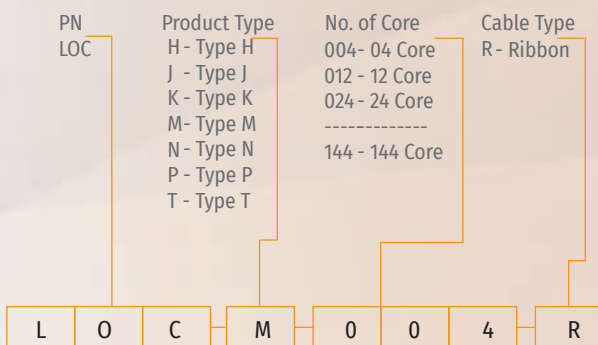 PN
LOC
Product Type
H - Type H
J - Type J
K - Type K
M- Type M
N - Type N
P - Type P
T - Type T
No. of Core
004- 04 Core
012 - 12 Core
024 - 24 Core
-------------
144 - 144 Core
Cable Type
R - Ribbon
L O C M 0 0 4 R